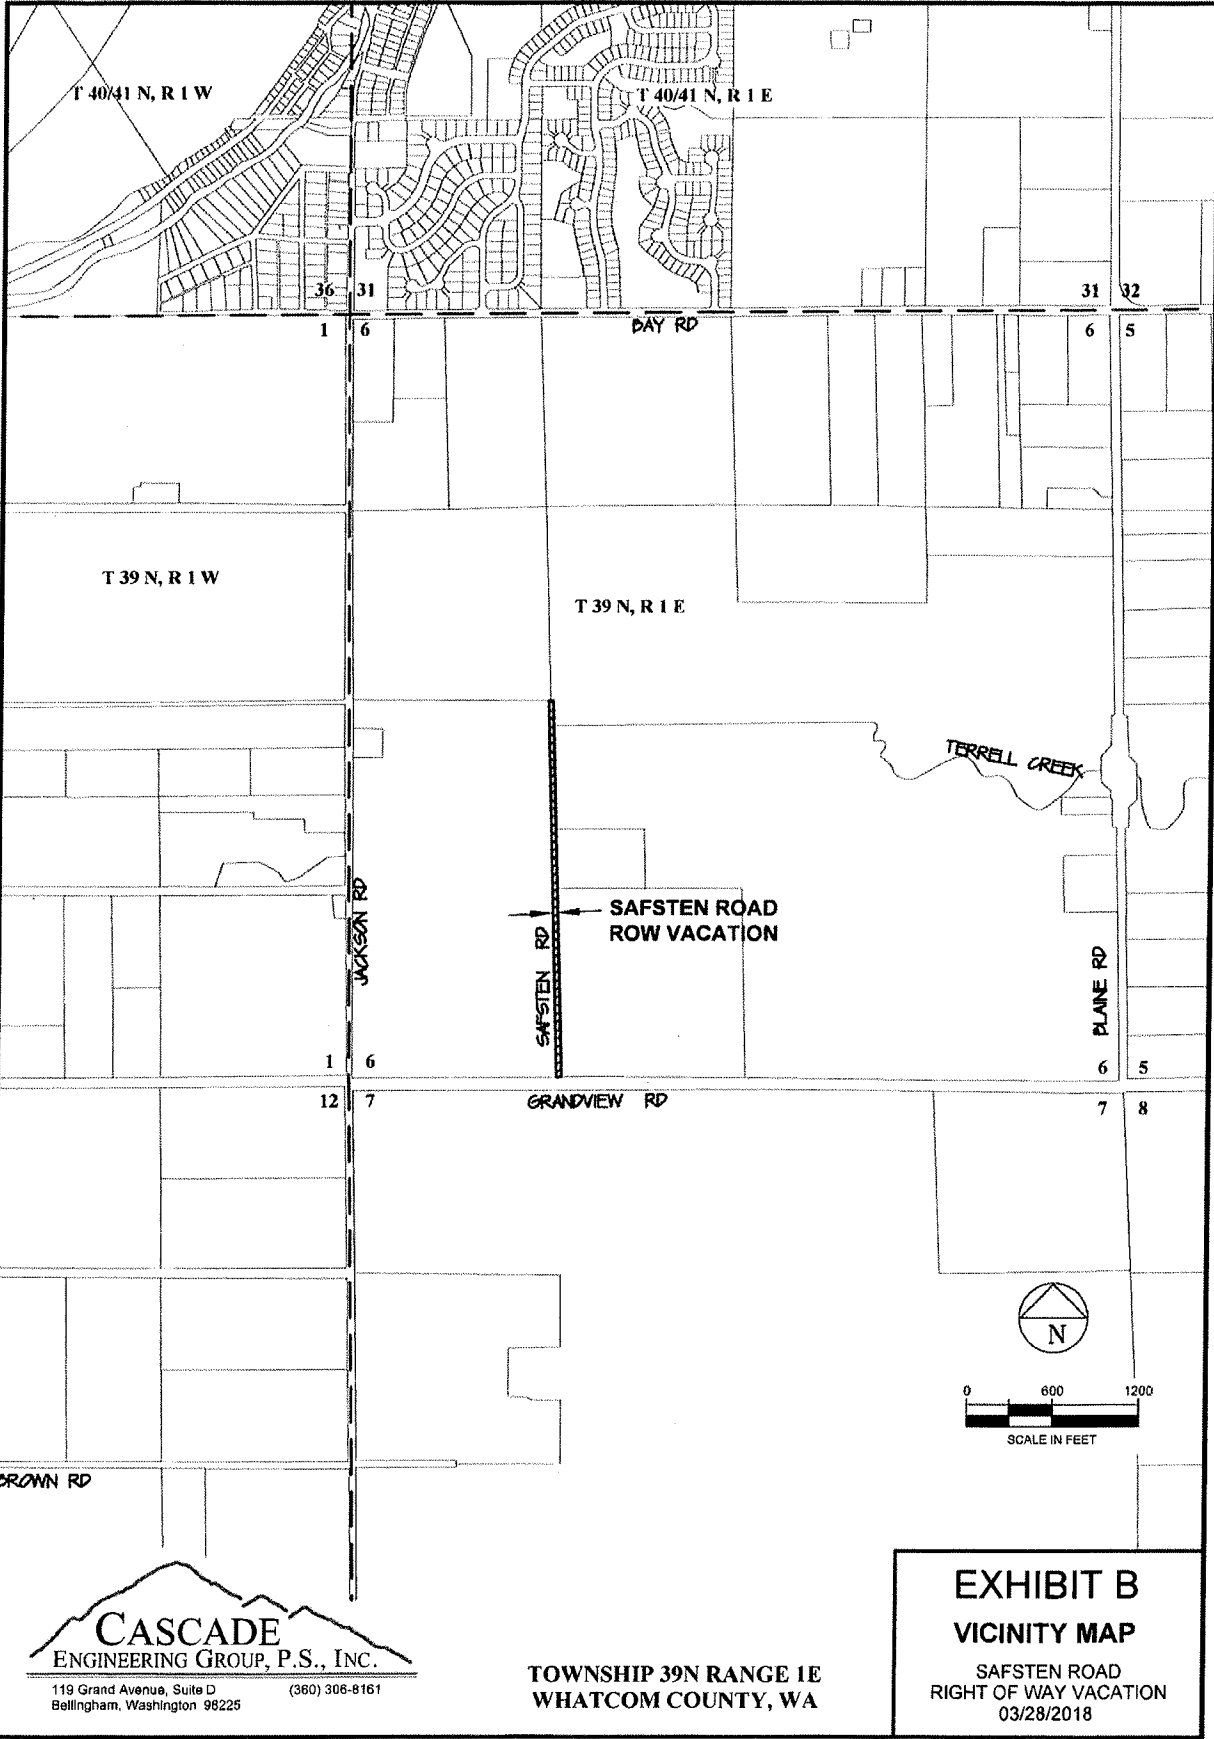 T 40/41 N, R 1 W
T 40/41 N, R 1 E
36 31
31 32
1 6
BAY RD
6 5
T 39 N, R 1 W
T 39 N, R 1 E
TERRELL CREEK
JACKSON RD
SAFSTEN ROAD
ROW VACATION
SAFSTEN RD
BLAINE RD
1 6
6 5
12 7
GRANDVIEW RD
7 8
N
0 600 1200
SCALE IN FEET
BROWN RD
CASCADE
ENGINEERING GROUP, P.S., INC.
119 Grand Avenue, Suite D (360) 306-8161
Bellingham, Washington 98225
TOWNSHIP 39N RANGE 1E
WHATCOM COUNTY, WA
EXHIBIT B
VICINITY MAP
SAFSTEN ROAD
RIGHT OF WAY VACATION
03/28/2018